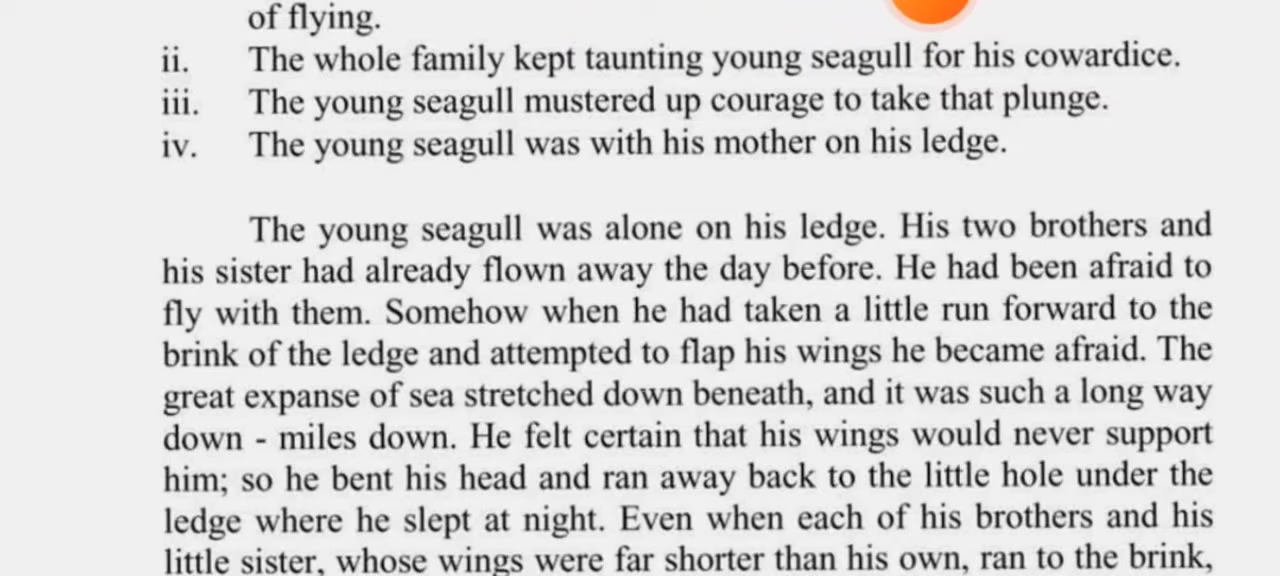 of flying.
ii. The whole family kept taunting young seagull for his cowardice.
iii. The young seagull mustered up courage to take that plunge.
iv. The young seagull was with his mother on his ledge.
The young seagull was alone on his ledge. His two brothers and
his sister had already flown away the day before. He had been afraid to
fly with them. Somehow when he had taken a little run forward to the
brink of the ledge and attempted to flap his wings he became afraid. The
great expanse of sea stretched down beneath, and it was such a long way
down - miles down. He felt certain that his wings would never support
him; so he bent his head and ran away back to the little hole under the
ledge where he slept at night. Even when each of his brothers and his
little sister, whose wings were far shorter than his own, ran to the brink,